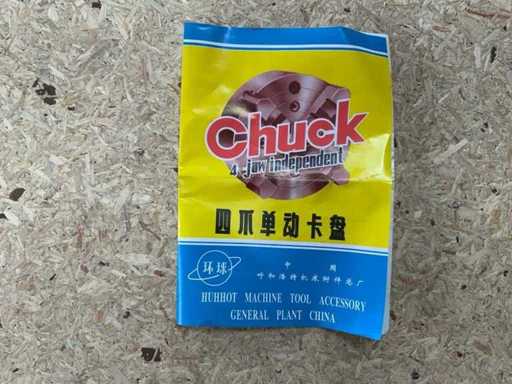 Chuck
4-jaw independent
四爪单动卡盘
环球
中 国
呼和浩特机床附件总厂
HUHHOT MACHINE TOOL ACCESSORY
GENERAL PLANT CHINA